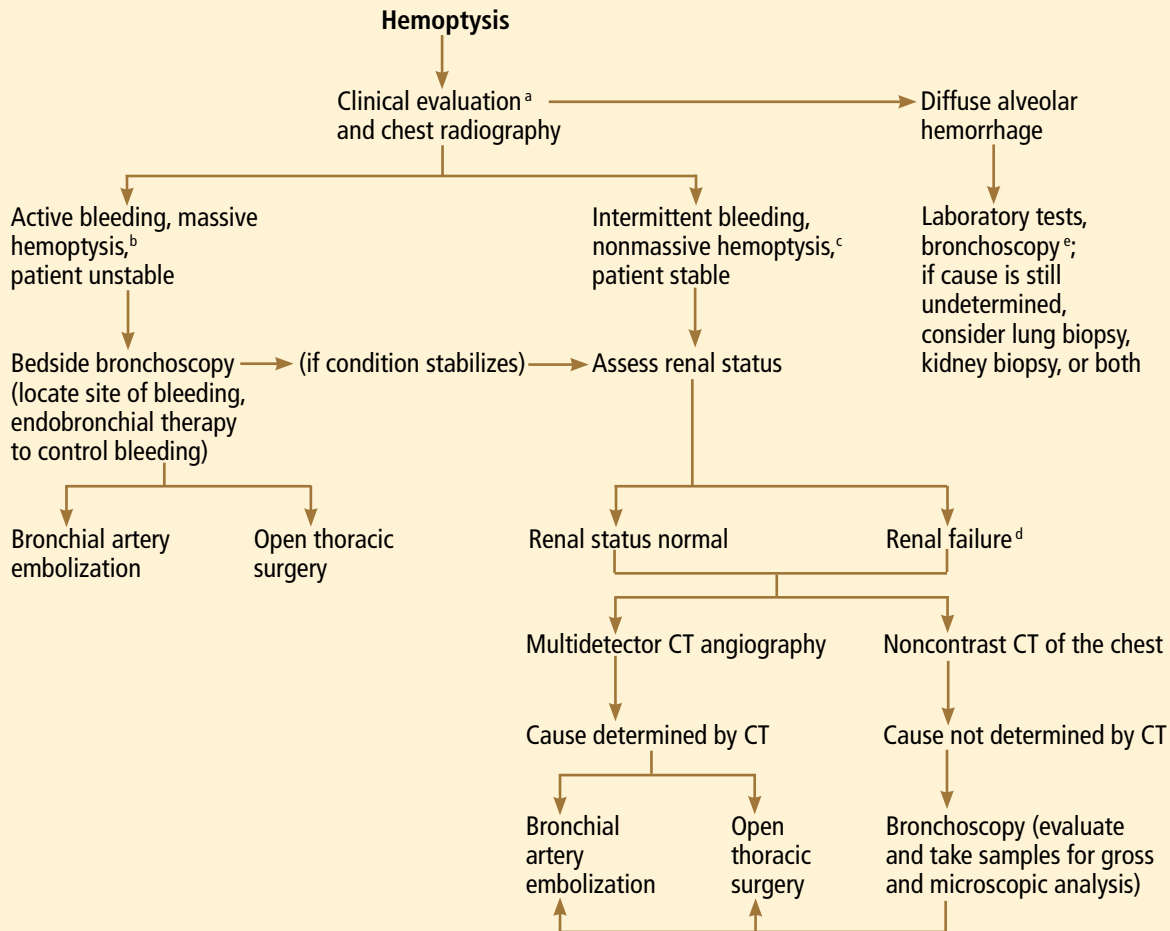 Hemoptysis
Clinical evaluation a
and chest radiography
Diffuse alveolar
hemorrhage
Active bleeding, massive
hemoptysis,b
patient unstable
Intermittent bleeding,
nonmassive hemoptysis,c
patient stable
Laboratory tests,
bronchoscopy e;
if cause is still
undetermined,
consider lung biopsy,
kidney biopsy, or both
Bedside bronchoscopy
(locate site of bleeding,
endobronchial therapy
to control bleeding)
(if condition stabilizes)
Assess renal status
Bronchial artery
embolization
Open thoracic
surgery
Renal status normal
Renal failure d
Multidetector CT angiography
Noncontrast CT of the chest
Cause determined by CT
Cause not determined by CT
Bronchial
artery
embolization
Open
thoracic
surgery
Bronchoscopy (evaluate
and take samples for gross
and microscopic analysis)